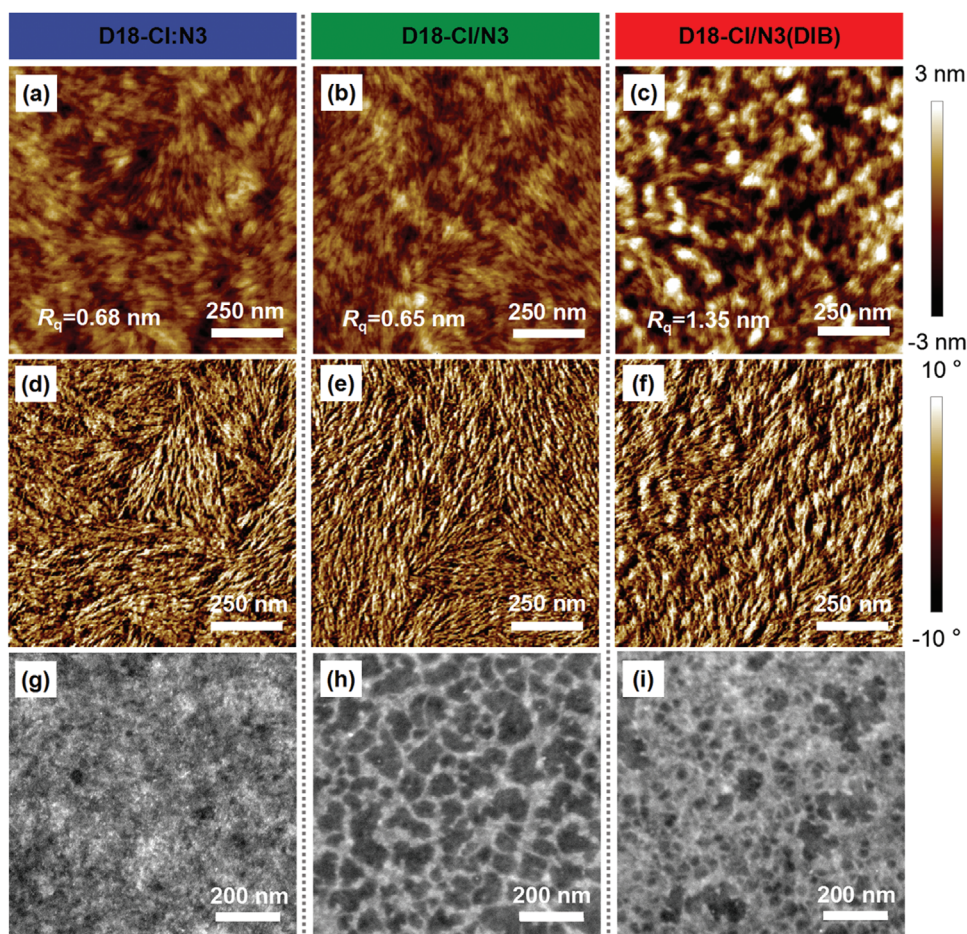 D18-Cl:N3
D18-Cl/N3
D18-Cl/N3(DIB)
(a)
(b)
(c)
3 nm
Rq=0.68 nm
250 nm
Rq=0.65 nm
250 nm
Rq=1.35 nm
250 nm
-3 nm
(d)
(e)
(f)
10 °
250 nm
250 nm
250 nm
-10 °
(g)
(h)
(i)
200 nm
200 nm
200 nm